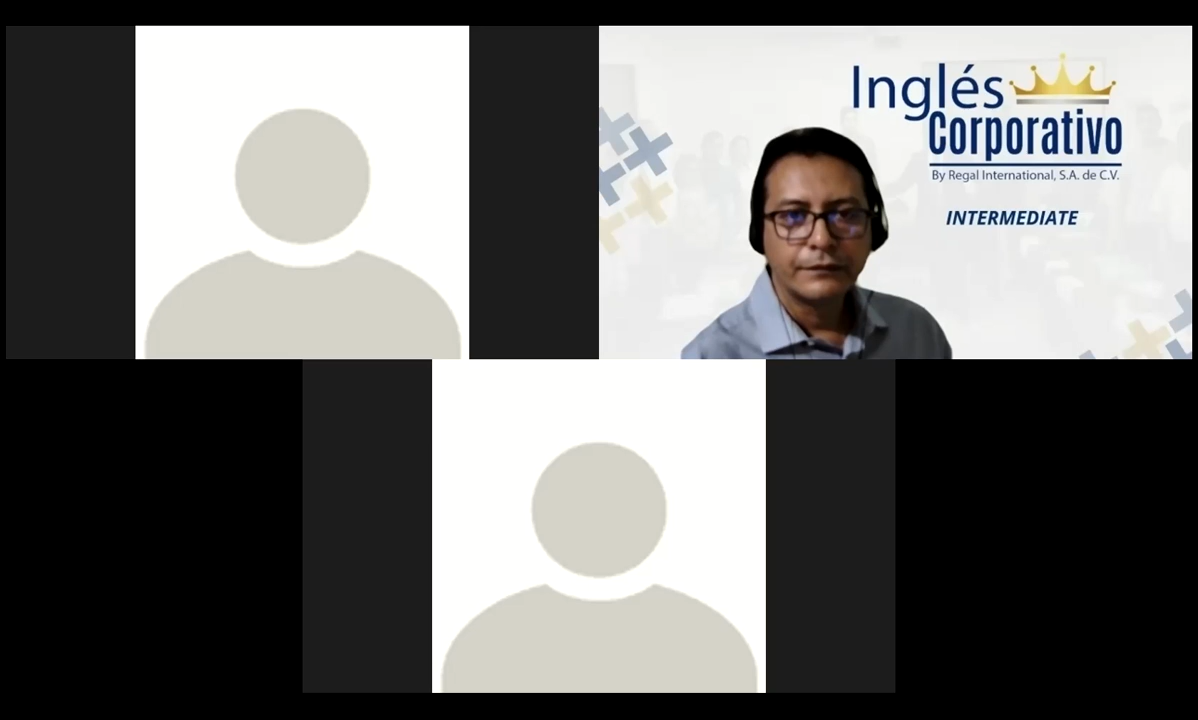 Inglés
Corporativo
By Regal International, S.A. de C.V.
INTERMEDIATE